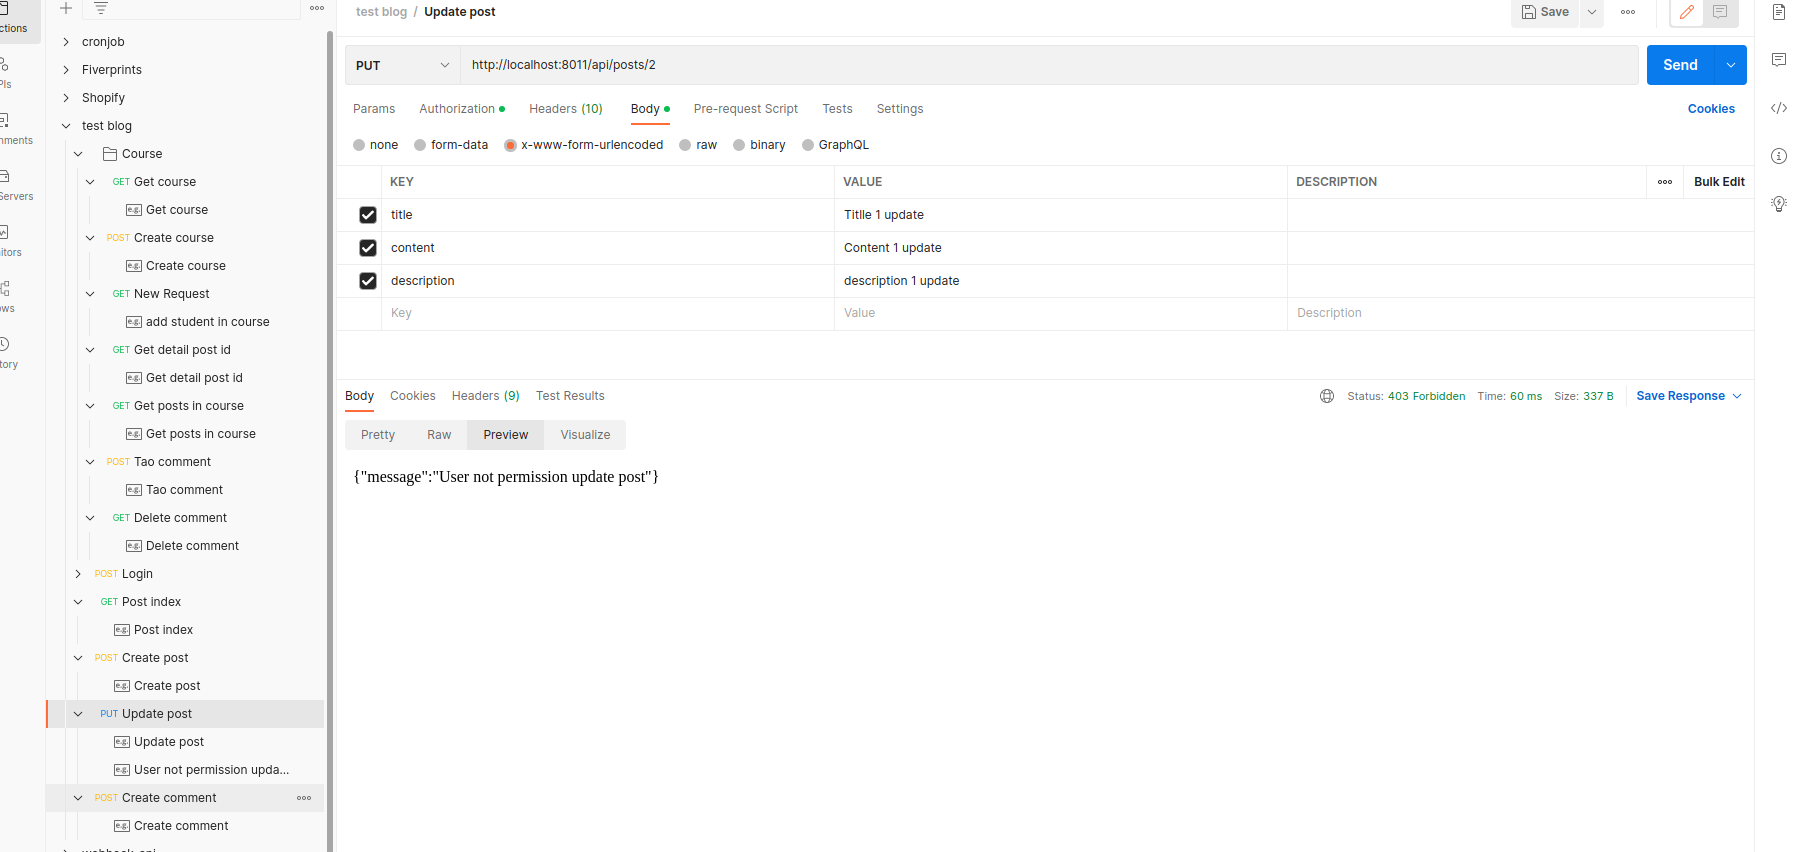 test blog / Update post
Save
ctions
cronjob
Fiverprints
Shopify
test blog
Course
GET Get course
e.g. Get course
POST Create course
e.g. Create course
GET New Request
e.g. add student in course
GET Get detail post id
e.g. Get detail post id
GET Get posts in course
e.g. Get posts in course
POST Tao comment
e.g. Tao comment
GET Delete comment
e.g. Delete comment
POST Login
GET Post index
e.g. Post index
POST Create post
e.g. Create post
PUT Update post
e.g. Update post
e.g. User not permission upda...
POST Create comment
e.g. Create comment
PIs
nments
Servers
itors
ows
tory
PUT http://localhost:8011/api/posts/2 Send
Params Authorization Headers (10) Body Pre-request Script Tests Settings Cookies
none form-data x-www-form-urlencoded raw binary GraphQL
KEY VALUE DESCRIPTION Bulk Edit
title Titlle 1 update
content Content 1 update
description description 1 update
Key Value Description
Body Cookies Headers (9) Test Results Status: 403 Forbidden Time: 60 ms Size: 337 B Save Response
Pretty Raw Preview Visualize
{"message":"User not permission update post"}